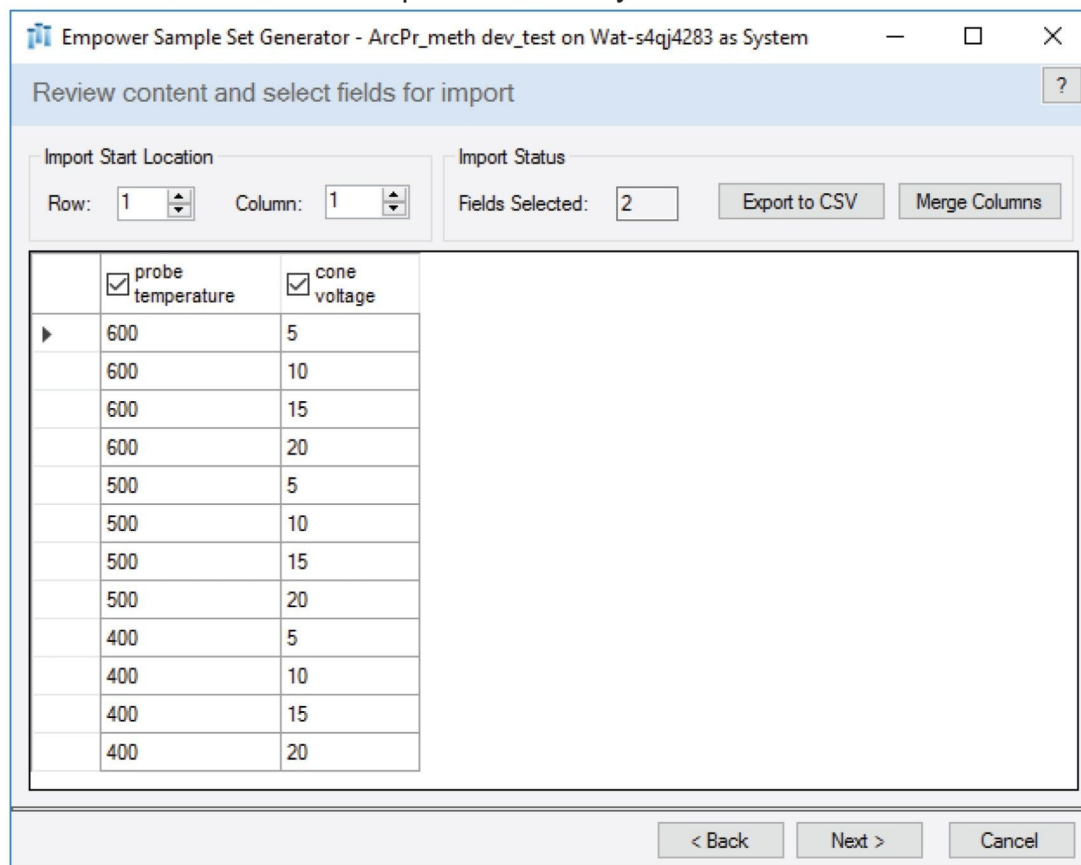 Empower Sample Set Generator - ArcPr_meth dev_test on Wat-s4qj4283 as System
Review content and select fields for import
?
Import Start Location
Import Status
Row: 1 Column: 1 Fields Selected: 2 Export to CSV Merge Columns
probe temperature cone voltage
600 5
600 10
600 15
600 20
500 5
500 10
500 15
500 20
400 5
400 10
400 15
400 20
< Back Next > Cancel